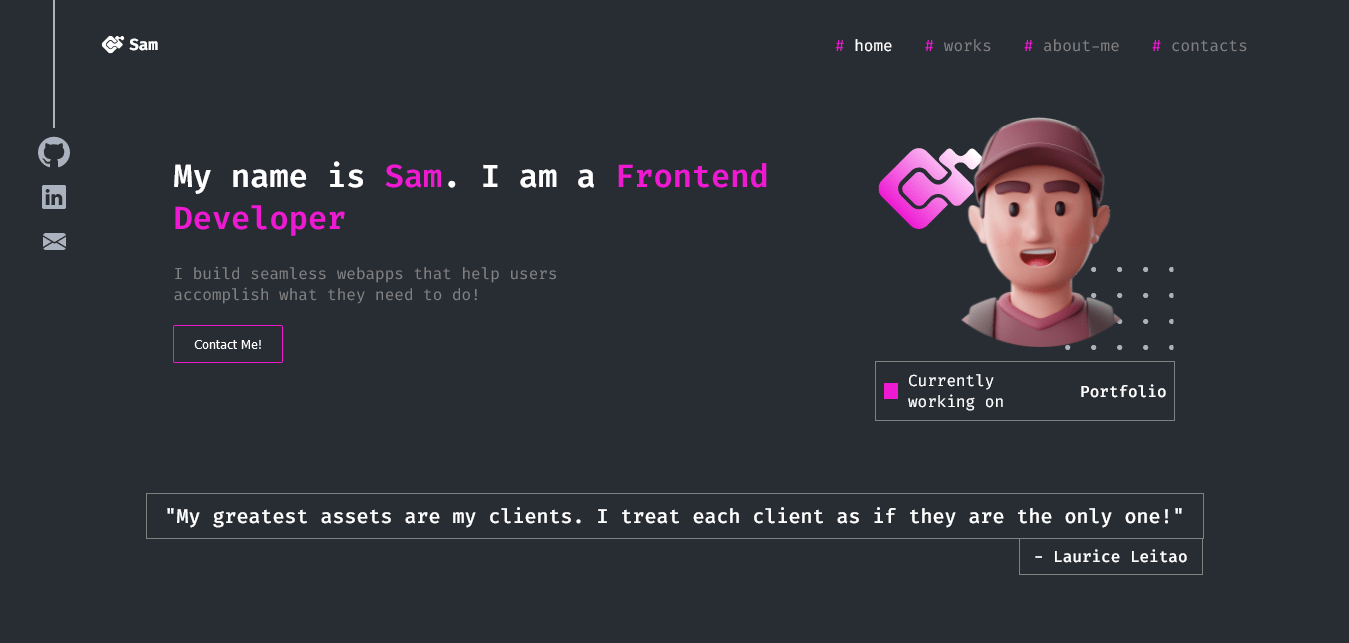 Sam
# home # works # about-me # contacts
My name is Sam. I am a Frontend
Developer
I build seamless webapps that help users
accomplish what they need to do!
Contact Me!
Currently
working on
Portfolio
"My greatest assets are my clients. I treat each client as if they are the only one!"
- Laurice Leitao